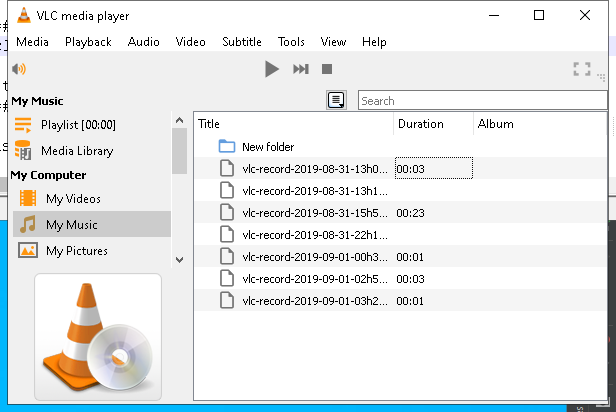 VLC media player
Media Playback Audio Video Subtitle Tools View Help
My Music
Search
Playlist [00:00]
Title Duration Album
Media Library
New folder
My Computer
vlc-record-2019-08-31-13h0... 00:03
My Videos
vlc-record-2019-08-31-13h1...
My Music
vlc-record-2019-08-31-15h5... 00:23
vlc-record-2019-08-31-22h1...
My Pictures
vlc-record-2019-09-01-00h3... 00:01
vlc-record-2019-09-01-02h5... 00:03
vlc-record-2019-09-01-03h2... 00:01